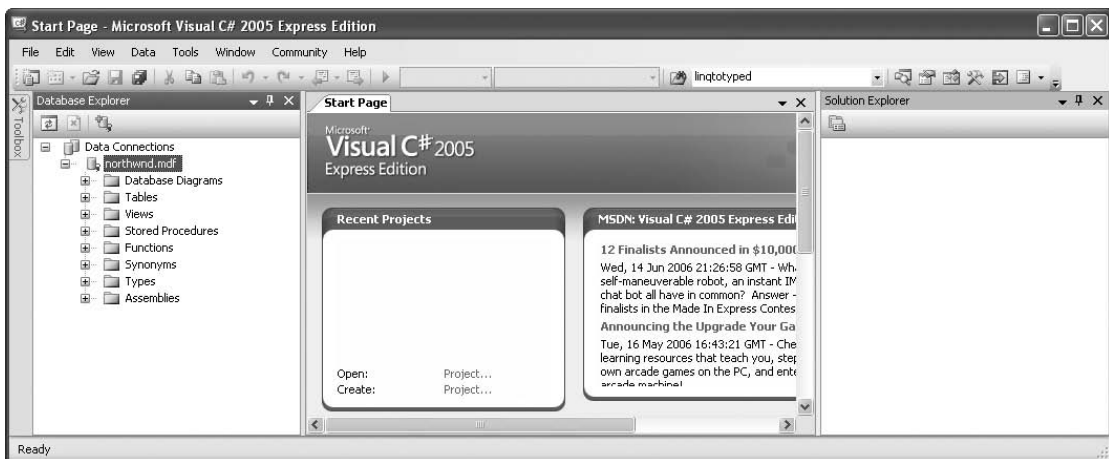 Start Page - Microsoft Visual C# 2005 Express Edition
File Edit View Data Tools Window Community Help
linqtotyped
Toolbox
Database Explorer
Data Connections
northwnd.mdf
Database Diagrams
Tables
Views
Stored Procedures
Functions
Synonyms
Types
Assemblies
Start Page
Microsoft
Visual C# 2005
Express Edition
Recent Projects
Open: Project...
Create: Project...
MSDN: Visual C# 2005 Express Edi
12 Finalists Announced in $10,000
Wed, 14 Jun 2006 21:26:58 GMT - Wh
self-maneuverable robot, an instant IM
chat bot all have in common? Answer -
finalists in the Made In Express Contes
Announcing the Upgrade Your Ga
Tue, 16 May 2006 16:43:21 GMT - Che
learning resources that teach you, step
own arcade games on the PC, and ente
arcade machine!
Solution Explorer
Ready